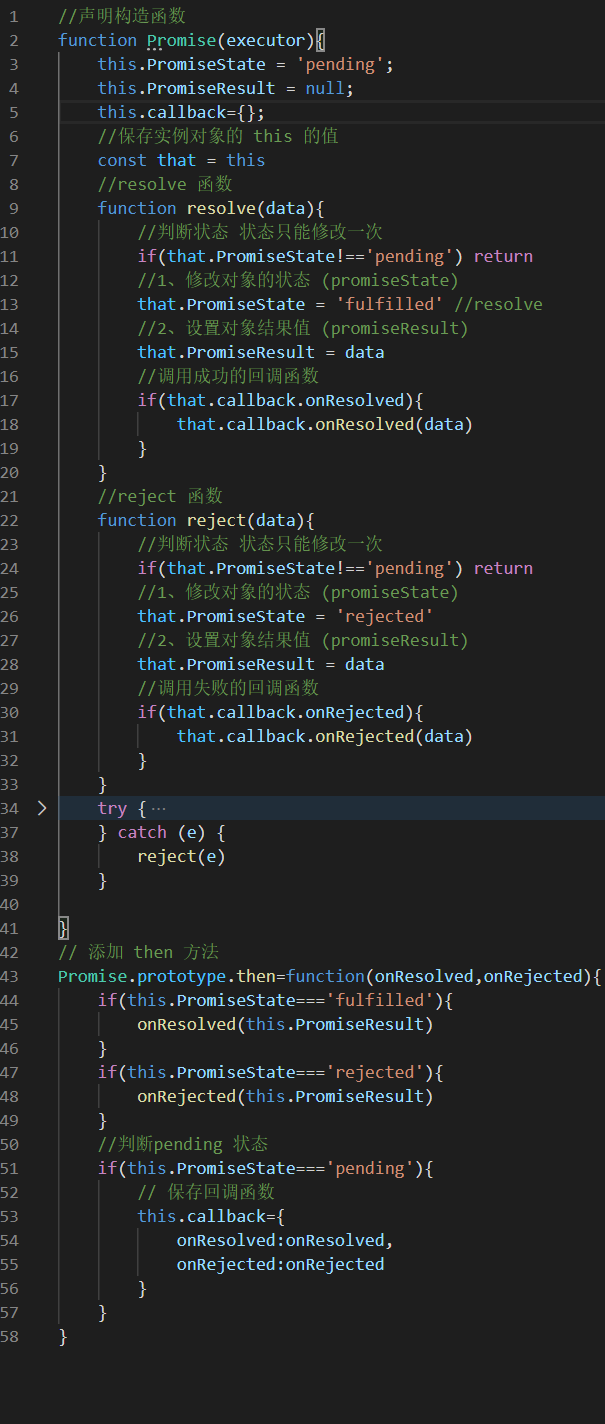 1 //声明构造函数
2 function Promise(executor){
3 this.PromiseState = 'pending';
4 this.PromiseResult = null;
5 this.callback={};
6 //保存实例对象的 this 的值
7 const that = this
8 //resolve 函数
9 function resolve(data){
10 //判断状态 状态只能修改一次
11 if(that.PromiseState!=='pending') return
12 //1、修改对象的状态 (promiseState)
13 that.PromiseState = 'fulfilled' //resolve
14 //2、设置对象结果值 (promiseResult)
15 that.PromiseResult = data
16 //调用成功的回调函数
17 if(that.callback.onResolved){
18 that.callback.onResolved(data)
19 }
20 }
21 //reject 函数
22 function reject(data){
23 //判断状态 状态只能修改一次
24 if(that.PromiseState!=='pending') return
25 //1、修改对象的状态 (promiseState)
26 that.PromiseState = 'rejected'
27 //2、设置对象结果值 (promiseResult)
28 that.PromiseResult = data
29 //调用失败的回调函数
30 if(that.callback.onRejected){
31 that.callback.onRejected(data)
32 }
33 }
34 try {…
37 } catch (e) {
38 reject(e)
39 }
40
41 }
42 // 添加 then 方法
43 Promise.prototype.then=function(onResolved,onRejected){
44 if(this.PromiseState==='fulfilled'){
45 onResolved(this.PromiseResult)
46 }
47 if(this.PromiseState==='rejected'){
48 onRejected(this.PromiseResult)
49 }
50 //判断pending 状态
51 if(this.PromiseState==='pending'){
52 // 保存回调函数
53 this.callback={
54 onResolved:onResolved,
55 onRejected:onRejected
56 }
57 }
58 }